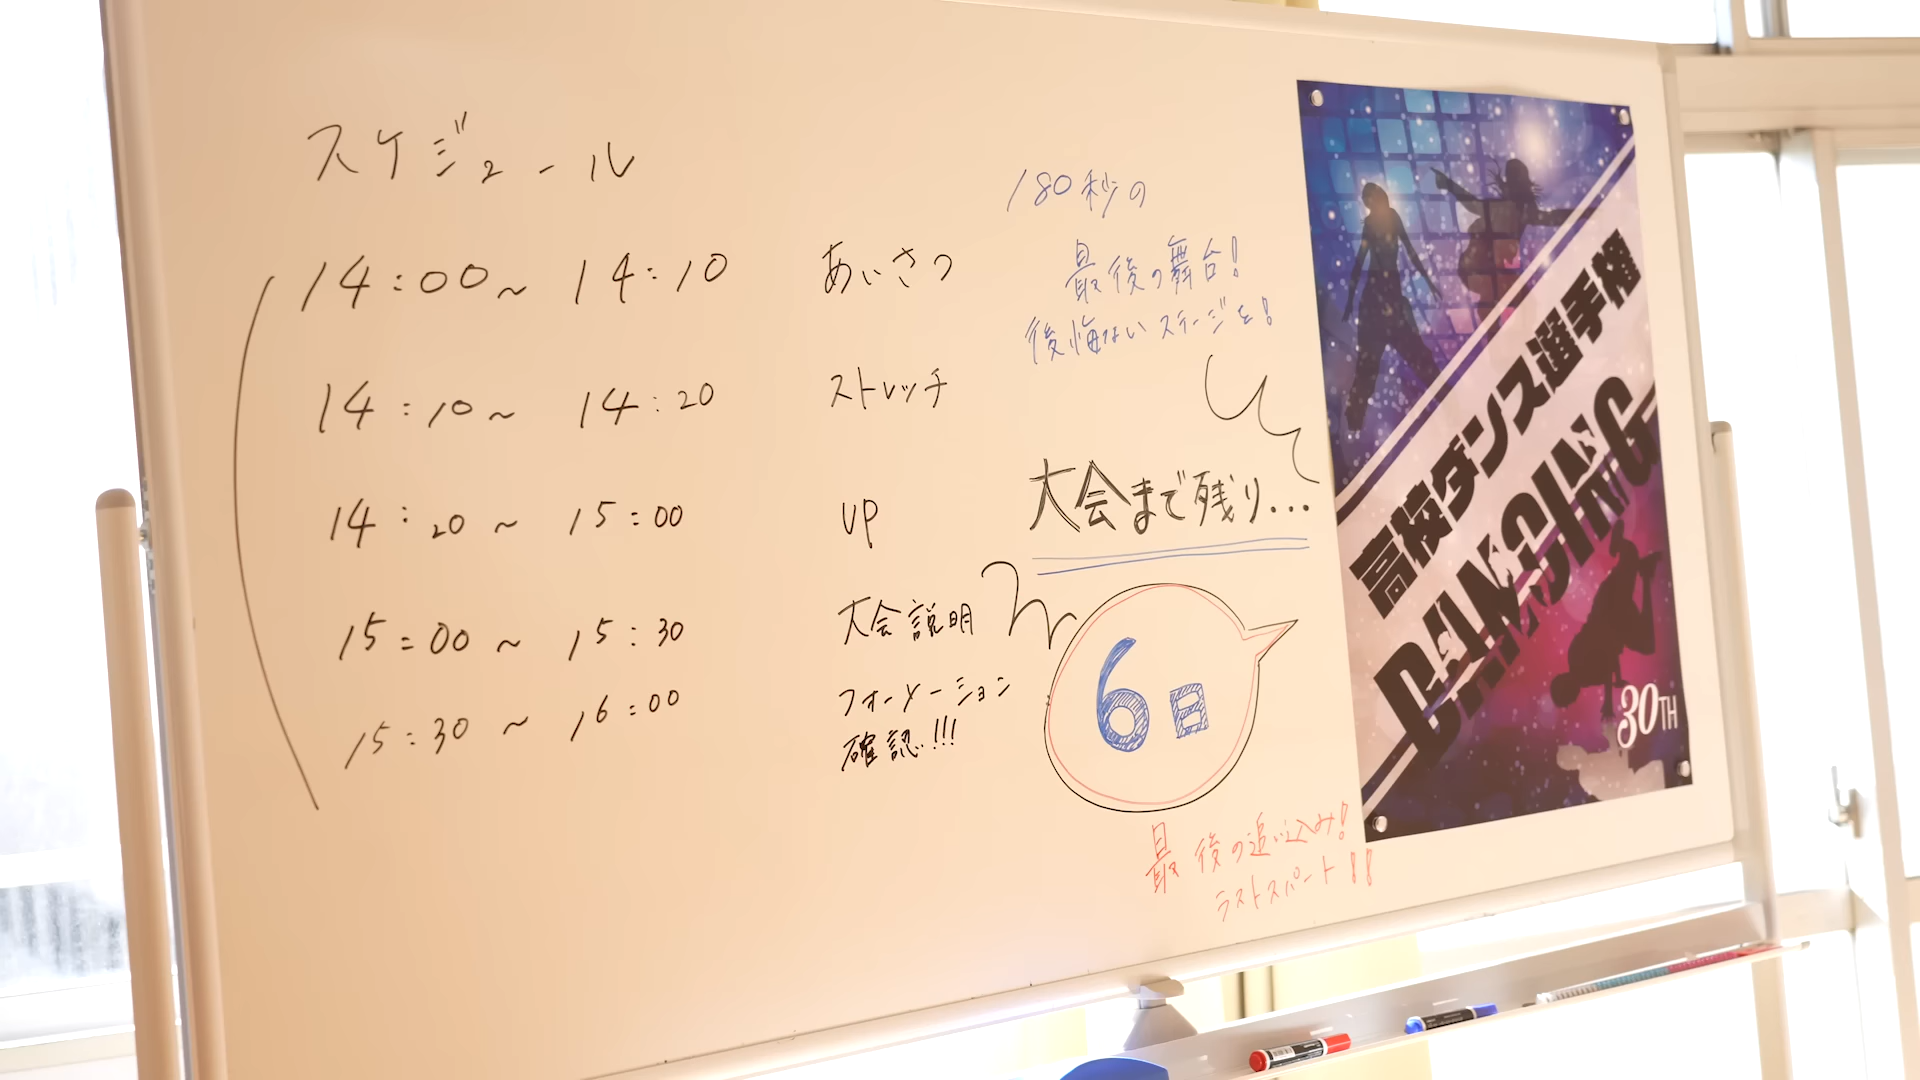 スケジュール
14:00~14:10 あいさつ
14:10~14:20 ストレッチ
14:20~15:00 UP
15:00~15:30 大会説明
15:30~16:00 フォーメーション
確認!!!
180秒の
最後の舞台!
後悔ないステージを!
大会まで残り...
6日
最後の追い込み!
ラストスパート!!
高校ダンス選手権
DANCING
30TH